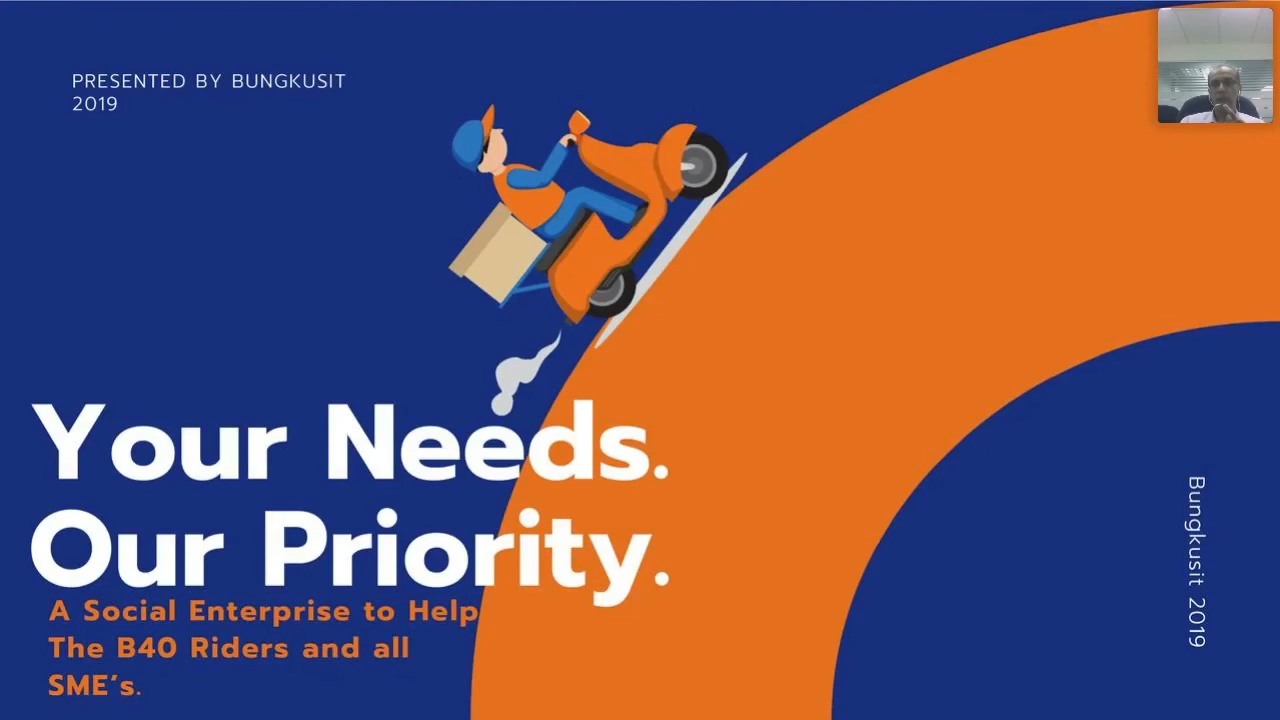 PRESENTED BY BUNGKUSIT
2019
Your Needs.
Our Priority.
A Social Enterprise to Help
The B40 Riders and all
SME's.
Bungkusit 2019